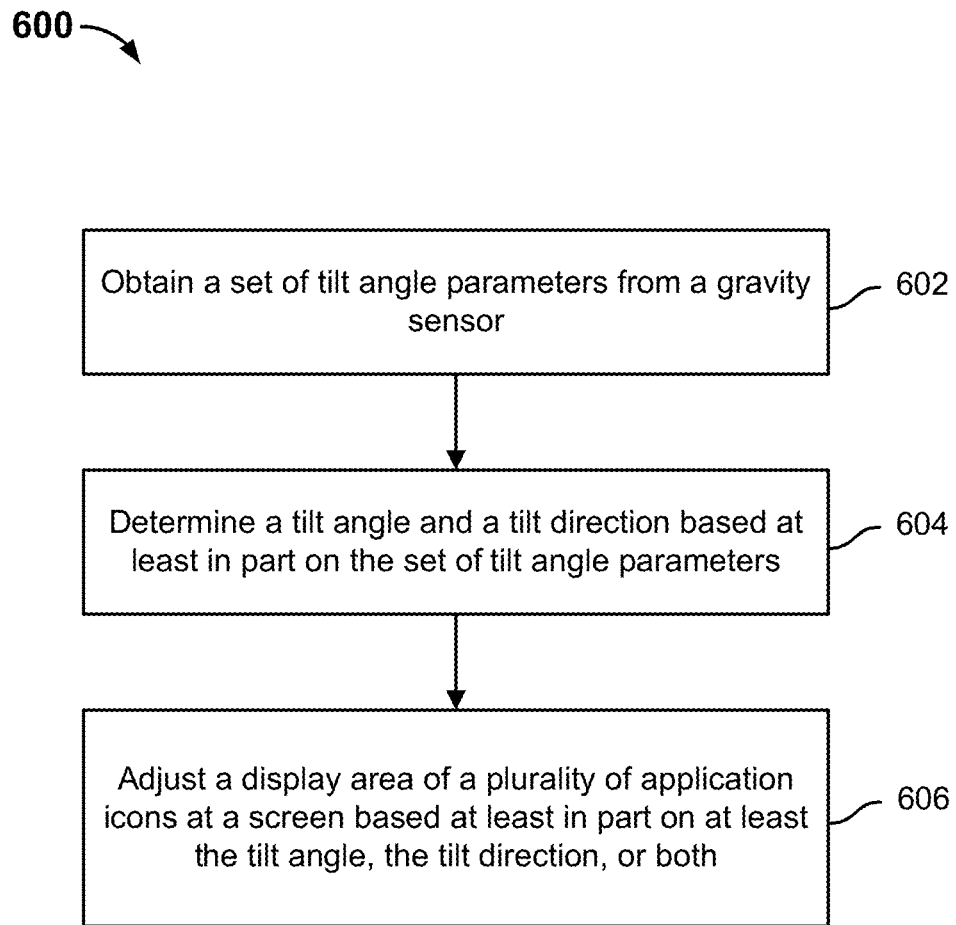 600
Obtain a set of tilt angle parameters from a gravity
sensor
602
Determine a tilt angle and a tilt direction based at
least in part on the set of tilt angle parameters
604
Adjust a display area of a plurality of application
icons at a screen based at least in part on at least
the tilt angle, the tilt direction, or both
606